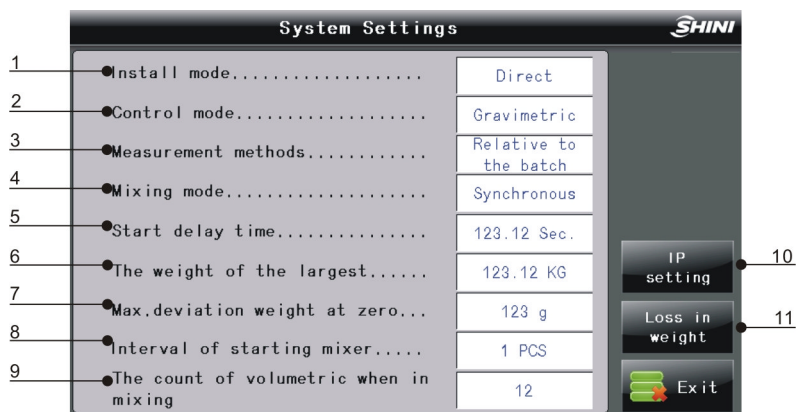 System Settings
SHINI
1
Install mode...................
Direct
2
Control mode...................
Gravimetric
3
Measurement methods............
Relative to
the batch
4
Mixing mode....................
Synchronous
5
Start delay time...............
123.12 Sec.
6
The weight of the largest......
123.12 KG
7
Max.deviation weight at zero...
123 g
8
Interval of starting mixer.....
1 PCS
9
The count of volumetric when in
mixing
12
IP
setting
10
Loss in
weight
11
Exit